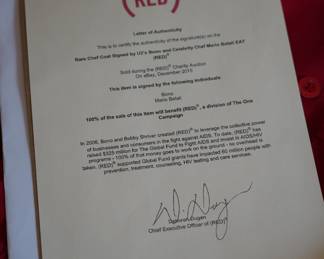 (RED)
Letter of Authenticity
This is to certify the authenticity of the signature(s) on the
Rare Chef Coat Signed by U2's Bono and Celebrity Chef Mario Batali EAT
(RED)®
Sold during the (RED)® Charity Auction
On eBay, December 2015
This item is signed by the following individuals
Bono
Mario Batali
100% of the sale of this item will benefit (RED)®, a division of The One
Campaign
In 2006, Bono and Bobby Shriver created (RED)® to leverage the collective power
of businesses and consumers in the fight against AIDS. To date, (RED)® has
raised $325 million for The Global Fund to Fight AIDS and invest in AIDS/HIV
programs – 100% of that money goes to work on the ground - no overhead is
taken. (RED)® supported Global Fund grants have impacted 60 million people with
prevention, treatment, counseling, HIV testing and care services.
Deborah Dugan
Chief Executive Officer of (RED)®